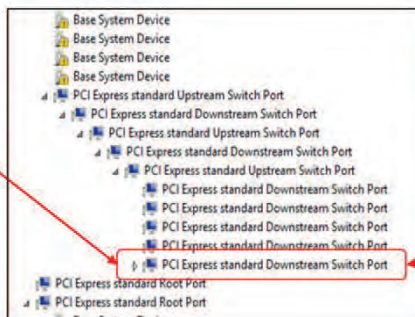 Base System Device
Base System Device
Base System Device
Base System Device
PCI Express standard Upstream Switch Port
PCI Express standard Downstream Switch Port
PCI Express standard Upstream Switch Port
PCI Express standard Downstream Switch Port
PCI Express standard Upstream Switch Port
PCI Express standard Downstream Switch Port
PCI Express standard Downstream Switch Port
PCI Express standard Downstream Switch Port
PCI Express standard Downstream Switch Port
PCI Express standard Downstream Switch Port
PCI Express standard Root Port
PCI Express standard Root Port